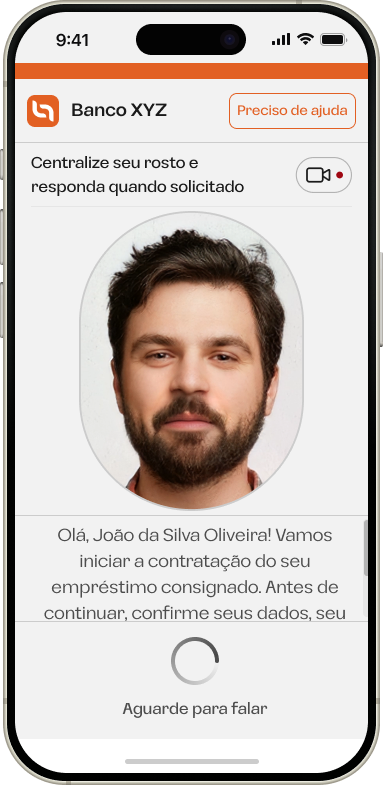 9:41
Banco XYZ
Preciso de ajuda
Centralize seu rosto e
responda quando solicitado
Olá, João da Silva Oliveira! Vamos
iniciar a contratação do seu
empréstimo consignado. Antes de
continuar, confirme seus dados, seu
Aguarde para falar